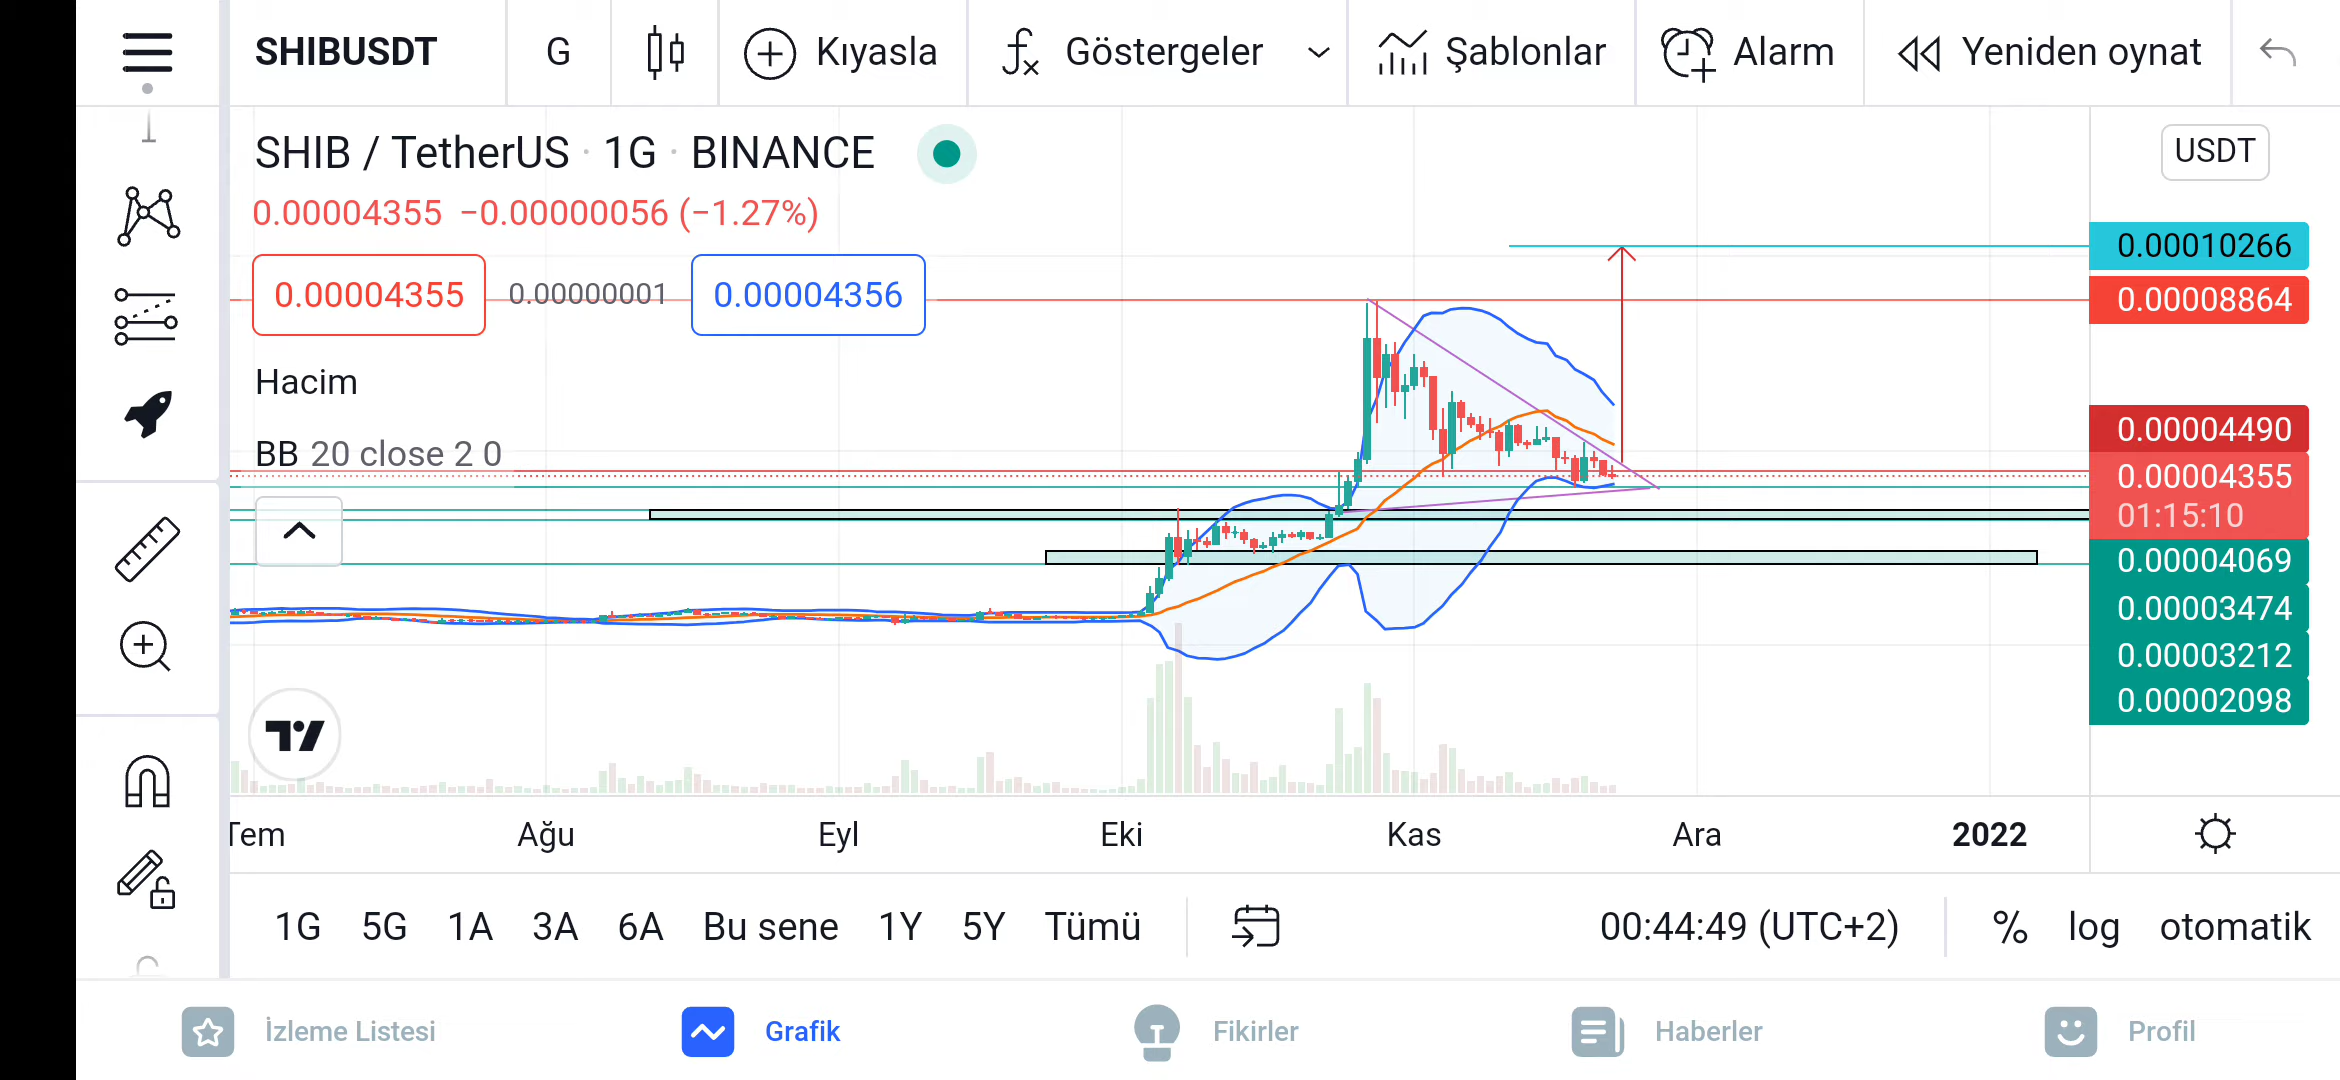 SHIBUSDT G Kıyasla Göstergeler Şablonlar Alarm Yeniden oynat
SHIB / TetherUS · 1G · BINANCE
0.00004355 −0.00000056 (−1.27%)
0.00004355 0.00000001 0.00004356
Hacim
BB 20 close 2 0
USDT
0.00010266
0.00008864
0.00004490
0.00004355
01:15:10
0.00004069
0.00003474
0.00003212
0.00002098
Tem Ağu Eyl Eki Kas Ara 2022
1G 5G 1A 3A 6A Bu sene 1Y 5Y Tümü 00:44:49 (UTC+2) % log otomatik
İzleme Listesi Grafik Fikirler Haberler Profil